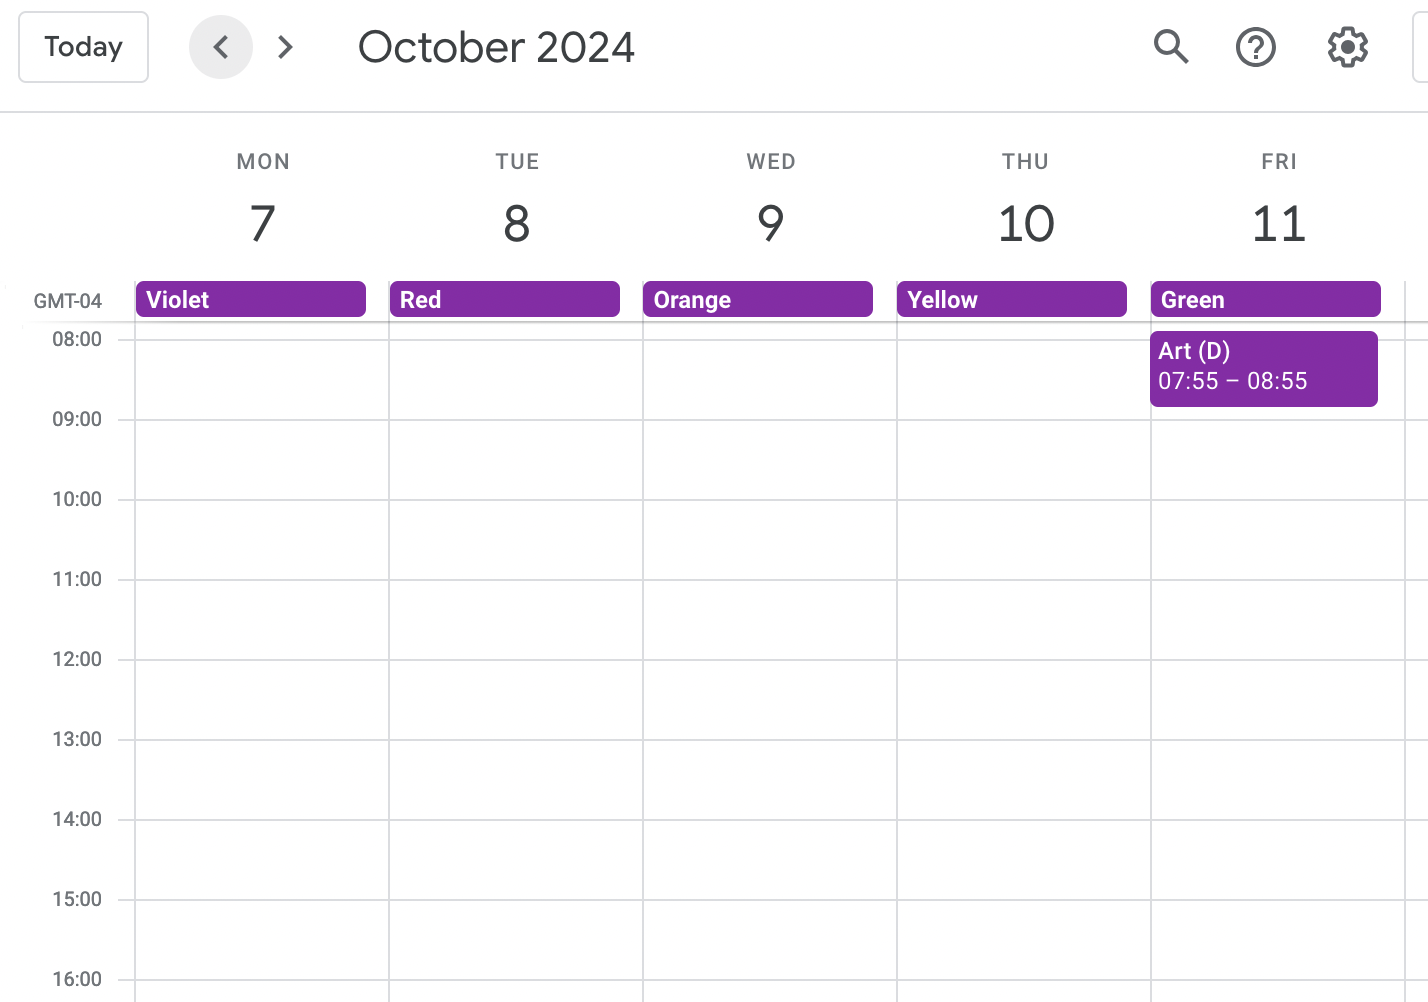 Today
October 2024
MON
TUE
WED
THU
FRI
7
8
9
10
11
GMT-04
Violet
Red
Orange
Yellow
Green
08:00
Art (D)
07:55 – 08:55
09:00
10:00
11:00
12:00
13:00
14:00
15:00
16:00